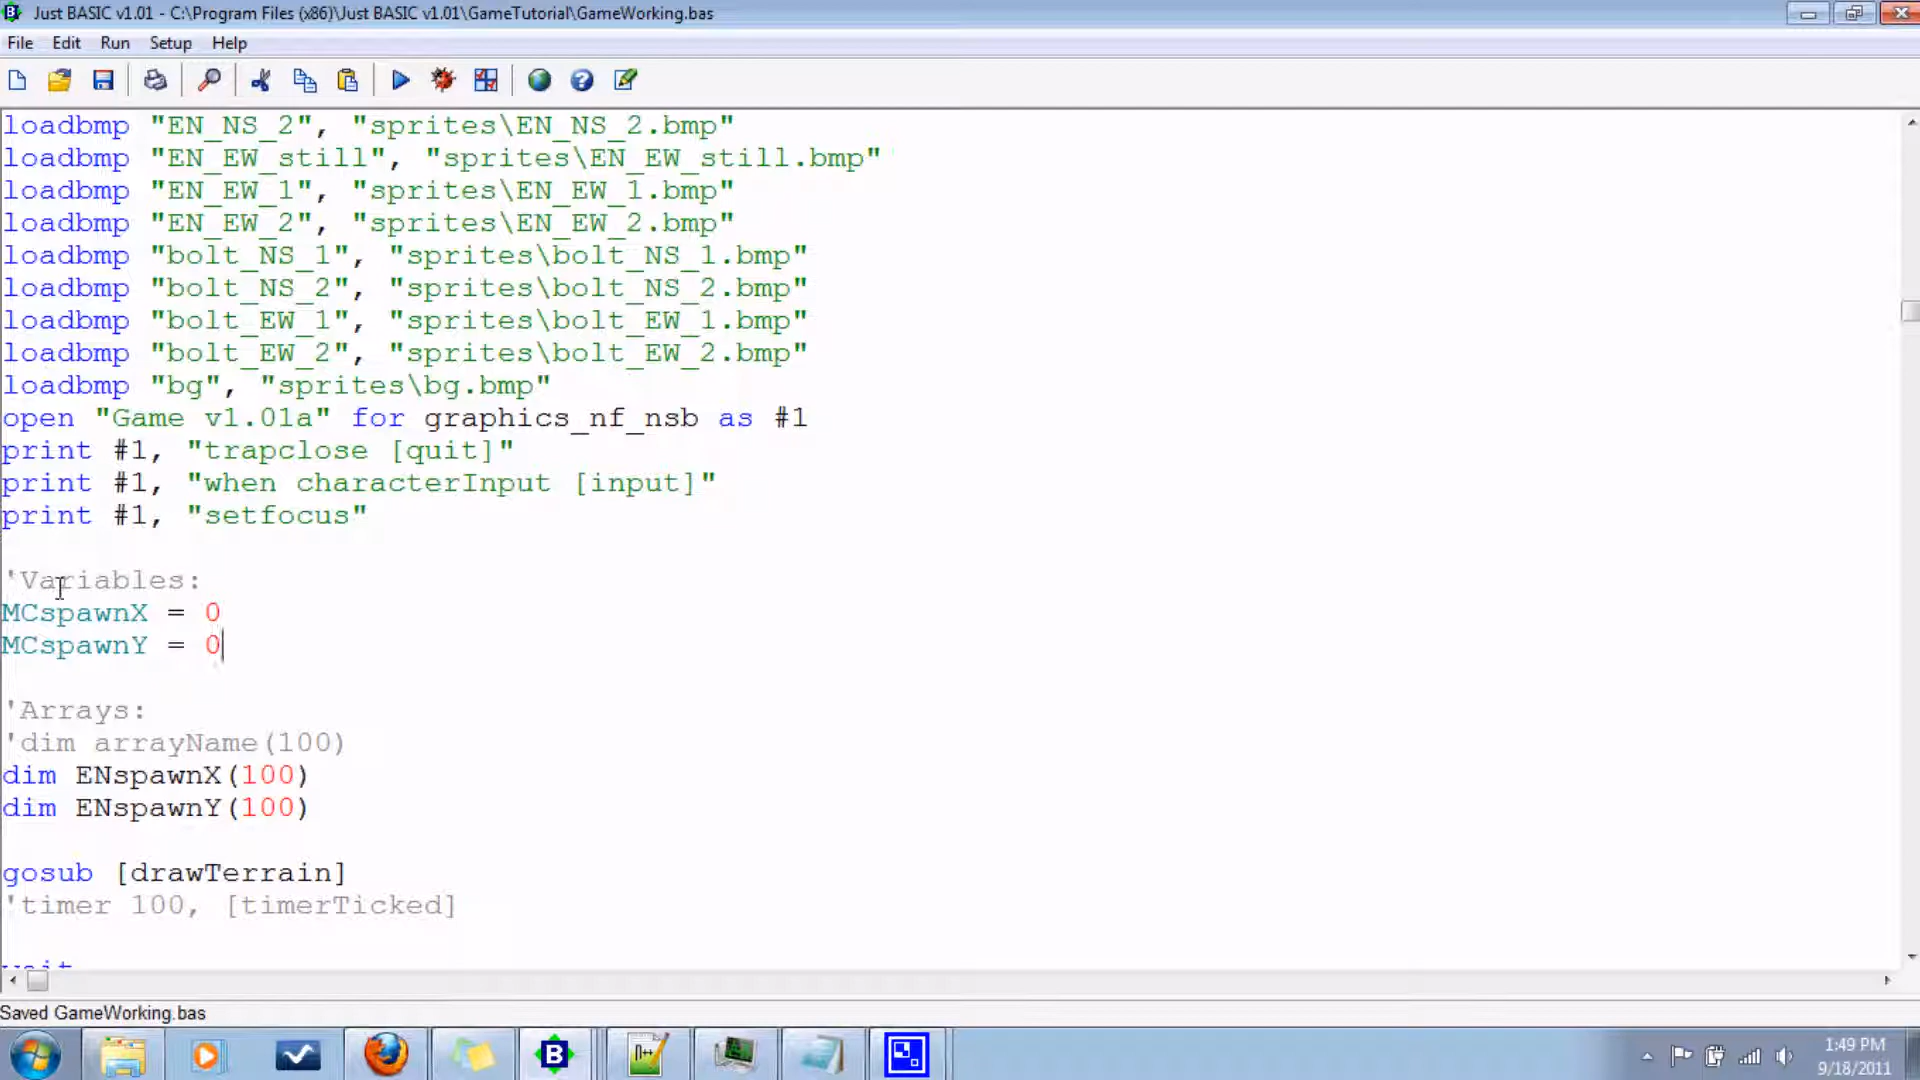 Just BASIC v1.01 - C:\Program Files (x86)\Just BASIC v1.01\GameTutorial\GameWorking.bas
File Edit Run Setup Help
loadbmp "EN_NS_2", "sprites\EN_NS_2.bmp"
loadbmp "EN_EW_still", "sprites\EN_EW_still.bmp"
loadbmp "EN_EW_1", "sprites\EN_EW_1.bmp"
loadbmp "EN_EW_2", "sprites\EN_EW_2.bmp"
loadbmp "bolt_NS_1", "sprites\bolt_NS_1.bmp"
loadbmp "bolt_NS_2", "sprites\bolt_NS_2.bmp"
loadbmp "bolt_EW_1", "sprites\bolt_EW_1.bmp"
loadbmp "bolt_EW_2", "sprites\bolt_EW_2.bmp"
loadbmp "bg", "sprites\bg.bmp"
open "Game v1.01a" for graphics_nf_nsb as #1
print #1, "trapclose [quit]"
print #1, "when characterInput [input]"
print #1, "setfocus"
'Variables:
MCspawnX = 0
MCspawnY = 0
'Arrays:
'dim arrayName(100)
dim ENspawnX(100)
dim ENspawnY(100)
gosub [drawTerrain]
'timer 100, [timerTicked]
wait
Saved GameWorking.bas
1:49 PM
9/18/2011